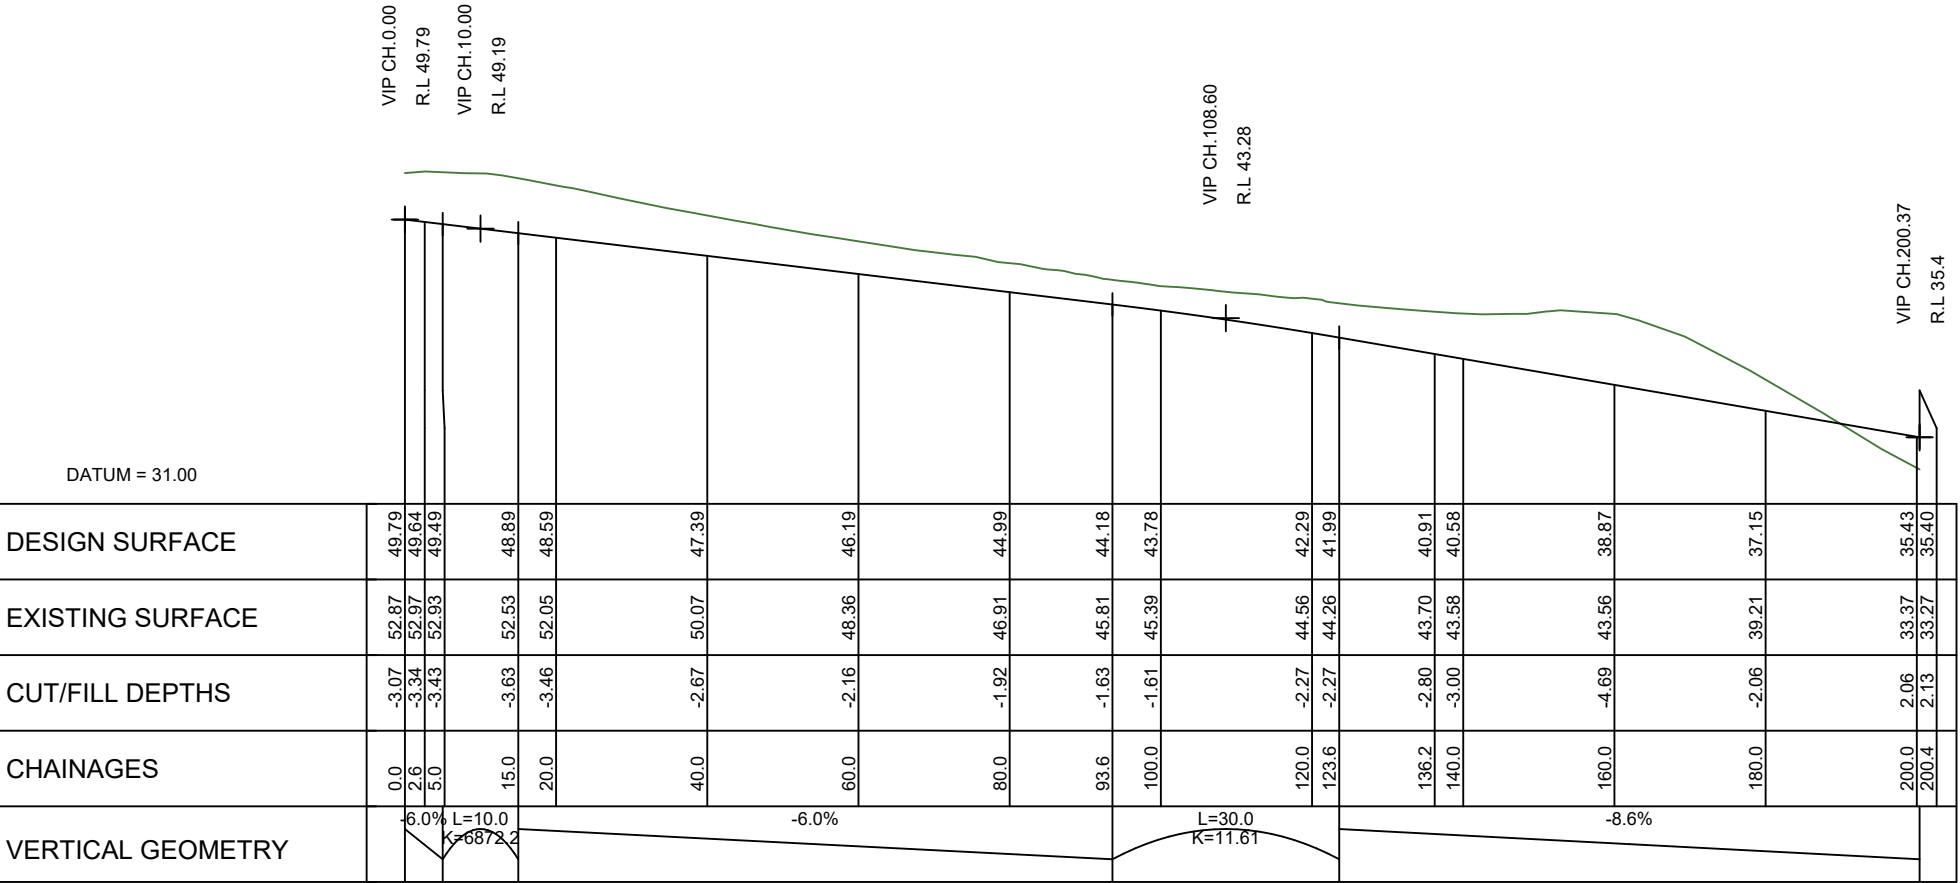 VIP CH.0.00
R.L 49.79
VIP CH.10.00
R.L 49.19
VIP CH.108.60
R.L 43.28
VIP CH.200.37
R.L 35.4
DATUM = 31.00
DESIGN SURFACE 49.79 49.64 49.49 48.89 48.59 47.39 46.19 44.99 44.18 43.78 42.29 41.99 40.91 40.58 38.87 37.15 35.43 35.40
EXISTING SURFACE 52.87 52.97 52.93 52.53 52.05 50.07 48.36 46.91 45.81 45.39 44.56 44.26 43.70 43.58 43.56 39.21 33.37 33.27
CUT/FILL DEPTHS -3.07 -3.34 -3.43 -3.63 -3.46 -2.67 -2.16 -1.92 -1.63 -1.61 -2.27 -2.27 -2.80 -3.00 -4.69 -2.06 2.06 2.13
CHAINAGES 0.0 2.6 5.0 15.0 20.0 40.0 60.0 80.0 93.6 100.0 120.0 123.6 136.2 140.0 160.0 180.0 200.0 200.4
-6.0% L=10.0 -6.0% L=30.0 -8.6%
K=6872.2 K=11.61
VERTICAL GEOMETRY